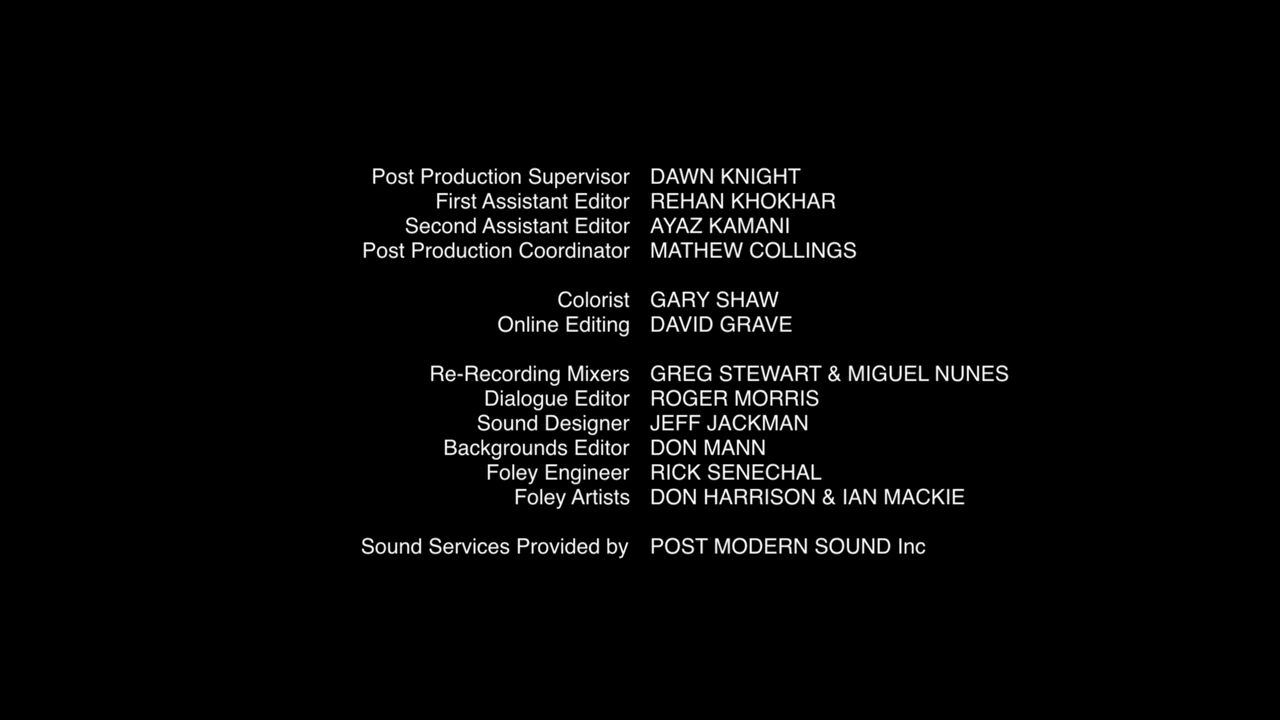 Post Production Supervisor DAWN KNIGHT
First Assistant Editor REHAN KHOKHAR
Second Assistant Editor AYAZ KAMANI
Post Production Coordinator MATHEW COLLINGS
Colorist GARY SHAW
Online Editing DAVID GRAVE
Re-Recording Mixers GREG STEWART & MIGUEL NUNES
Dialogue Editor ROGER MORRIS
Sound Designer JEFF JACKMAN
Backgrounds Editor DON MANN
Foley Engineer RICK SENECHAL
Foley Artists DON HARRISON & IAN MACKIE
Sound Services Provided by POST MODERN SOUND Inc